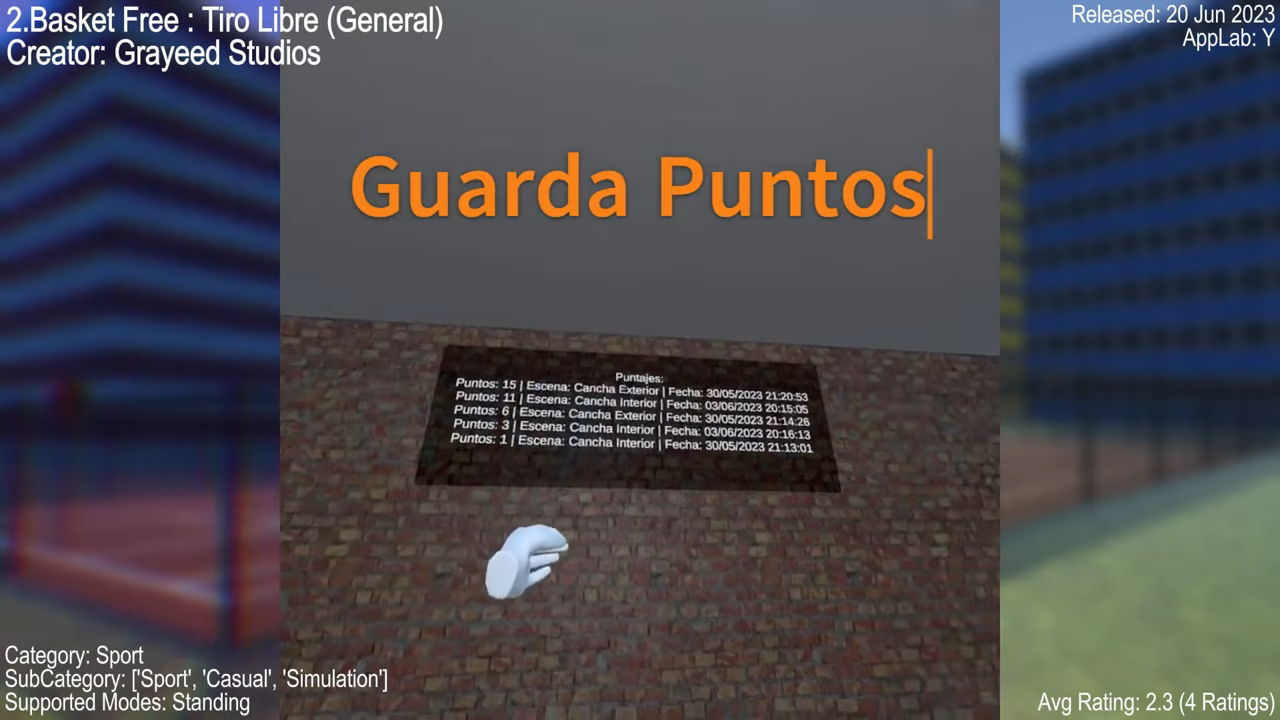 2.Basket Free : Tiro Libre (General)
Creator: Grayeed Studios
Released: 20 Jun 2023
AppLab: Y
Guarda Puntos
Puntajes:
Puntos: 15 | Escena: Cancha Exterior | Fecha: 30/05/2023 21:20:53
Puntos: 11 | Escena: Cancha Interior | Fecha: 03/06/2023 20:15:05
Puntos: 6 | Escena: Cancha Exterior | Fecha: 30/05/2023 21:14:26
Puntos: 3 | Escena: Cancha Interior | Fecha: 03/06/2023 20:16:13
Puntos: 1 | Escena: Cancha Interior | Fecha: 30/05/2023 21:13:01
Category: Sport
SubCategory: ['Sport', 'Casual', 'Simulation']
Supported Modes: Standing
Avg Rating: 2.3 (4 Ratings)